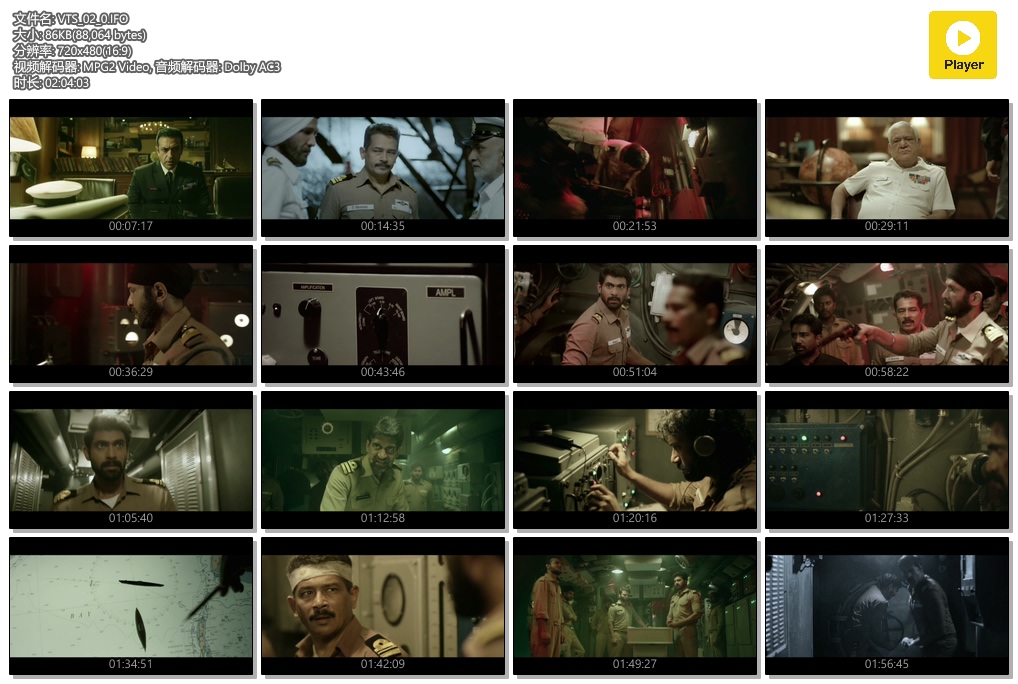 文件名: VTS_02_0.IFO
大小: 86KB(88,064 bytes)
分辨率: 720x480(16:9)
视频解码器: MPG2 Video, 音频解码器: Dolby AC3
时长: 02:04:03
Player
00:07:17
00:14:35
00:21:53
00:29:11
AMPLIFICATION
AMPL
00:36:29
00:43:46
00:51:04
00:58:22
01:05:40
01:12:58
01:20:16
01:27:33
BAY
01:34:51
01:42:09
01:49:27
01:56:45